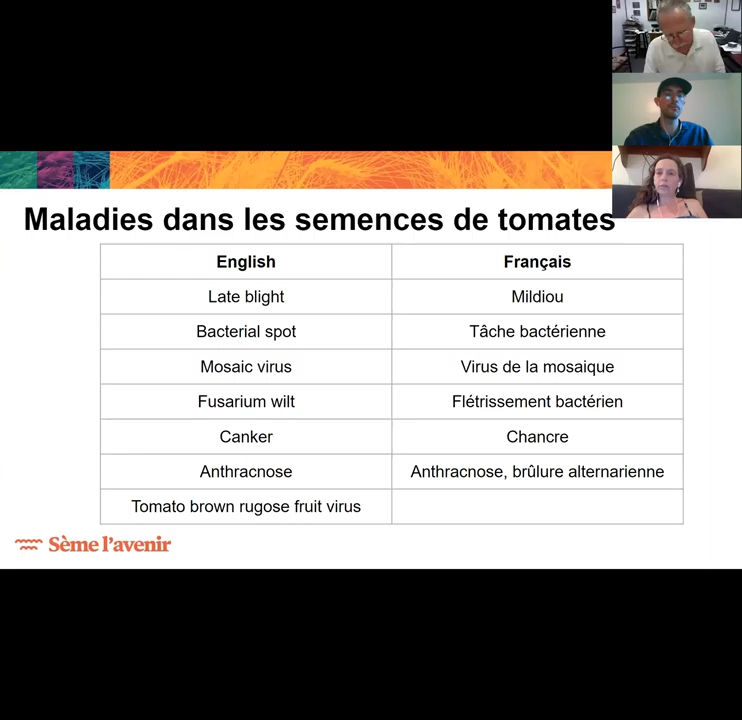 Maladies dans les semences de tomates
English Français
Late blight Mildiou
Bacterial spot Tâche bactérienne
Mosaic virus Virus de la mosaique
Fusarium wilt Flétrissement bactérien
Canker Chancre
Anthracnose Anthracnose, brûlure alternarienne
Tomato brown rugose fruit virus
Sème l'avenir